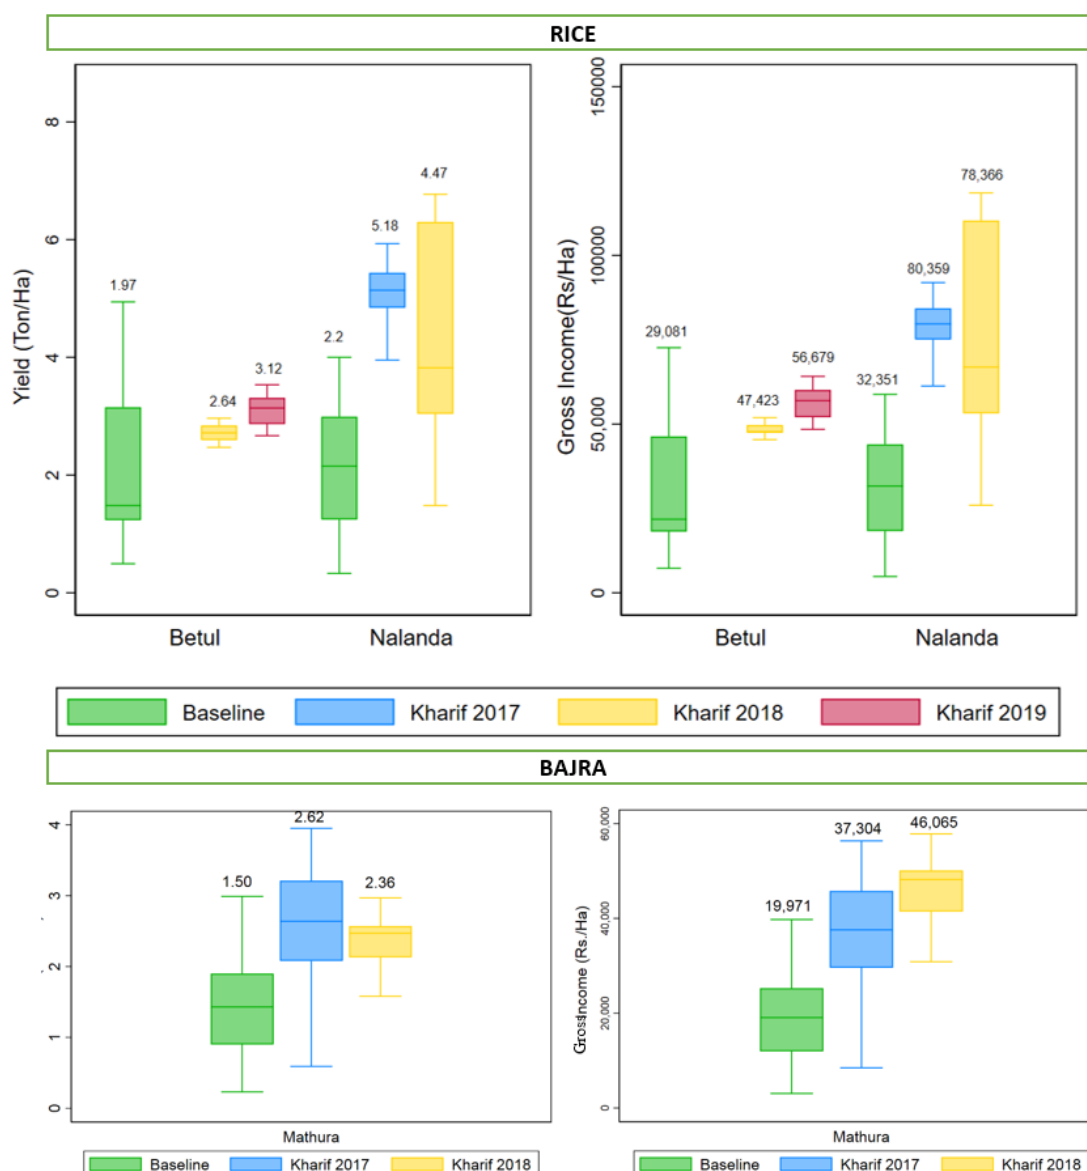 RICE
Yield (Ton/Ha)
0
2
4
6
8
1.97
2.64
3.12
2.2
5.18
4.47
Betul
Nalanda
Gross Income(Rs/Ha)
0
50,000
100000
150000
29,081
47,423
56,679
32,351
80,359
78,366
Betul
Nalanda
Baseline
Kharif 2017
Kharif 2018
Kharif 2019
BAJRA
0
1
2
3
4
1.50
2.62
2.36
Mathura
Baseline
Kharif 2017
Kharif 2018
GrossIncome (Rs./Ha)
0
20,000
40,000
60,000
19,971
37,304
46,065
Mathura
Baseline
Kharif 2017
Kharif 2018